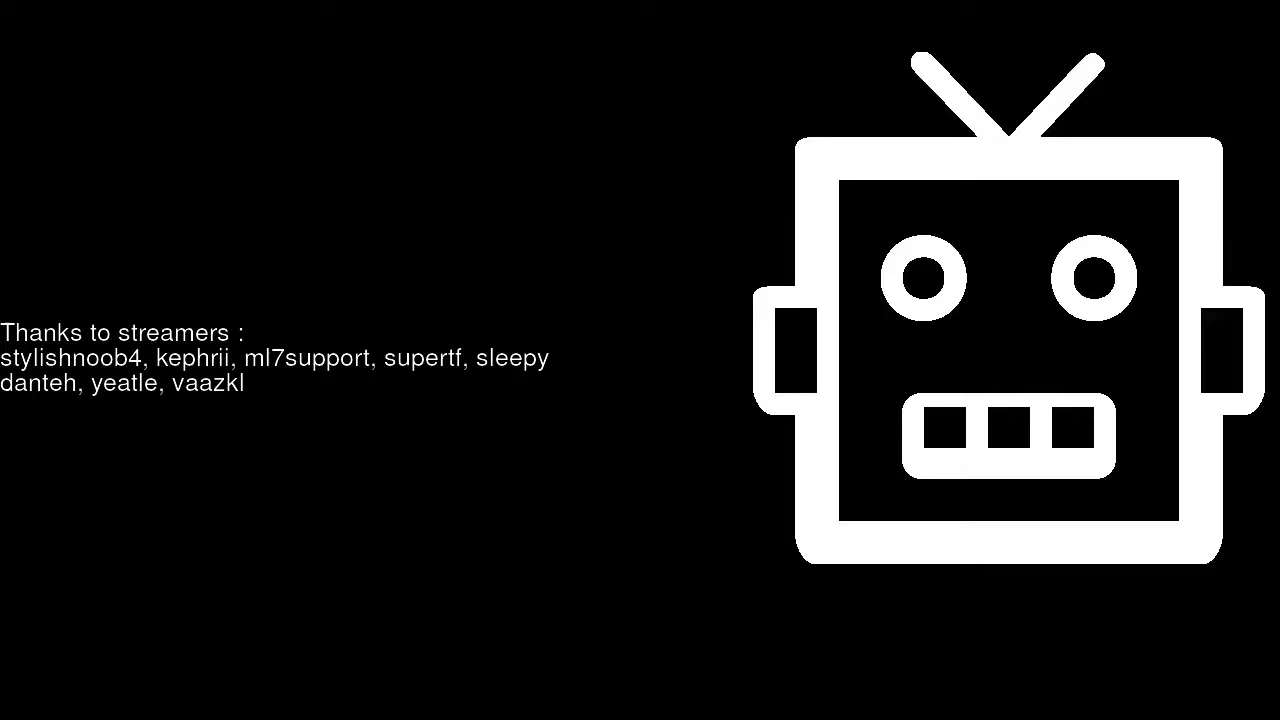 Thanks to streamers :
stylishnoob4, kephrii, ml7support, supertf, sleepy
danteh, yeatle, vaazkl